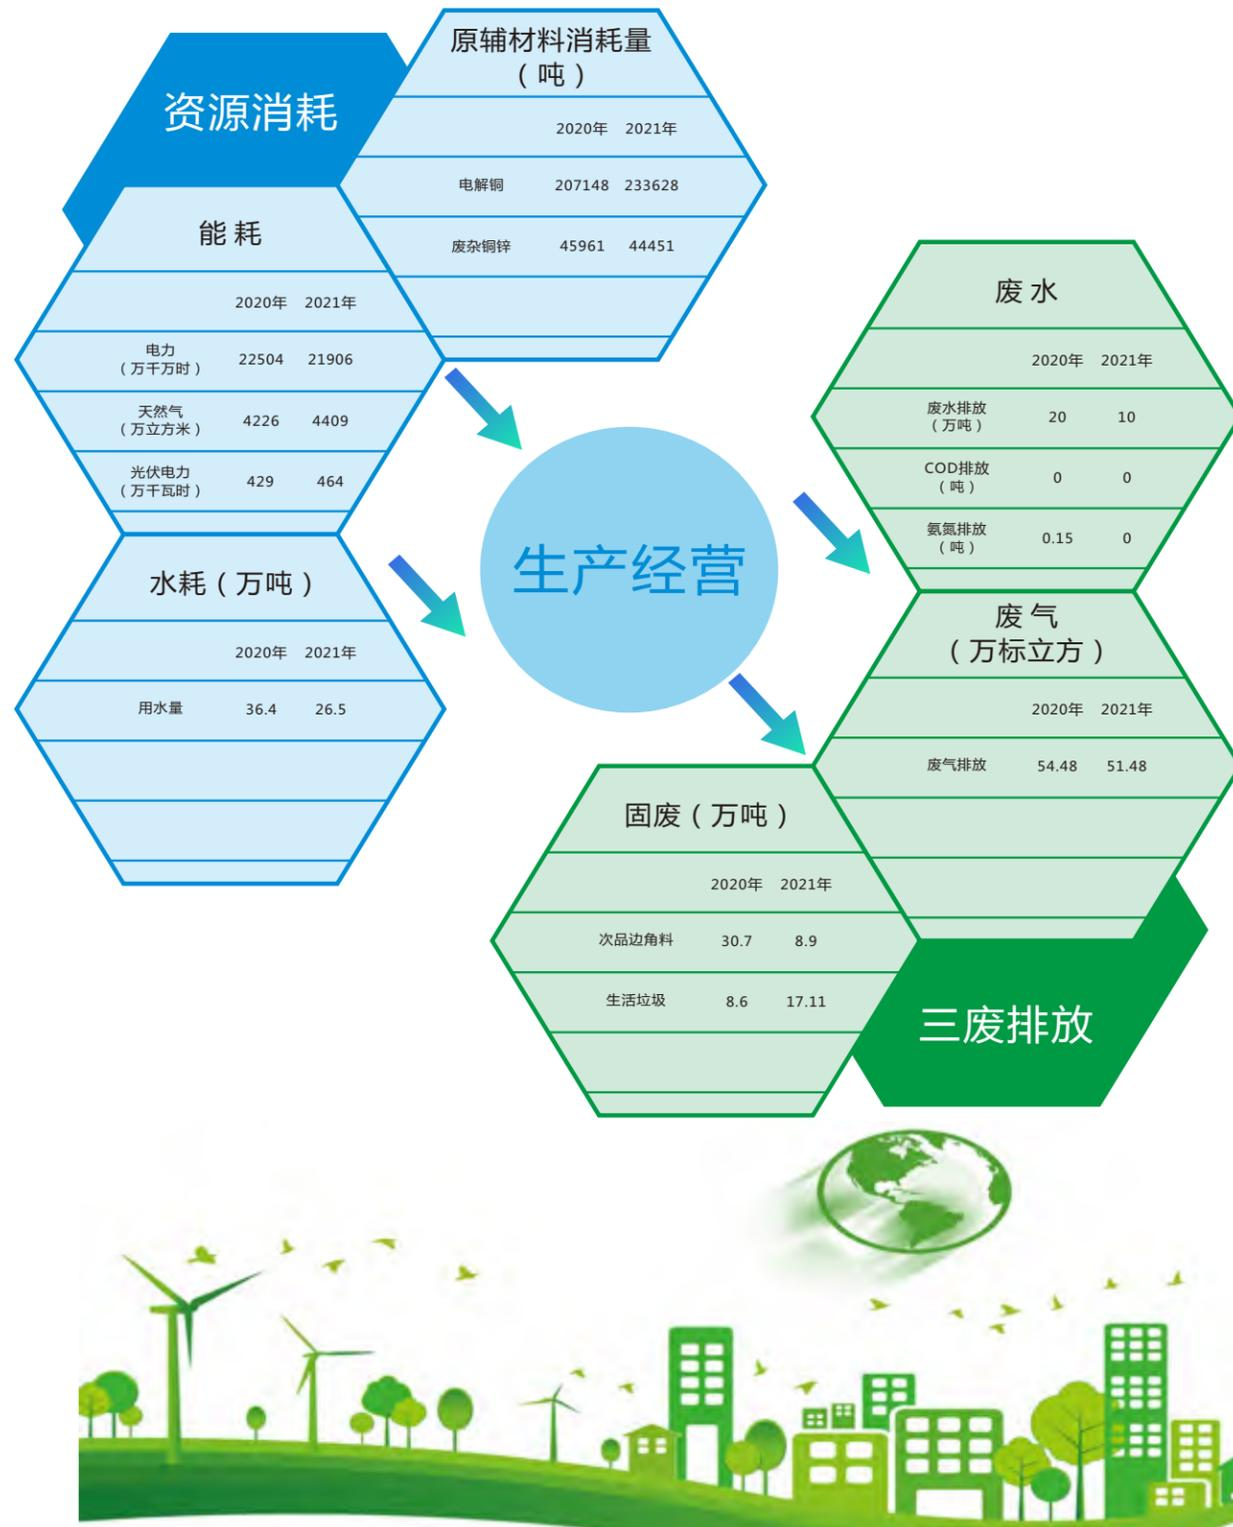 资源消耗
原辅材料消耗量
（吨）
2020年 2021年
电解铜 207148 233628
废杂铜锌 45961 44451
能 耗
2020年 2021年
电力
（万千万时） 22504 21906
天然气
（万立方米） 4226 4409
光伏电力
（万千瓦时） 429 464
水耗（万吨）
2020年 2021年
用水量 36.4 26.5
生产经营
废 水
2020年 2021年
废水排放
（万吨） 20 10
COD排放
（吨） 0 0
氨氮排放
（吨） 0.15 0
废 气
（万标立方）
2020年 2021年
废气排放 54.48 51.48
固废（万吨）
2020年 2021年
次品边角料 30.7 8.9
生活垃圾 8.6 17.11
三废排放